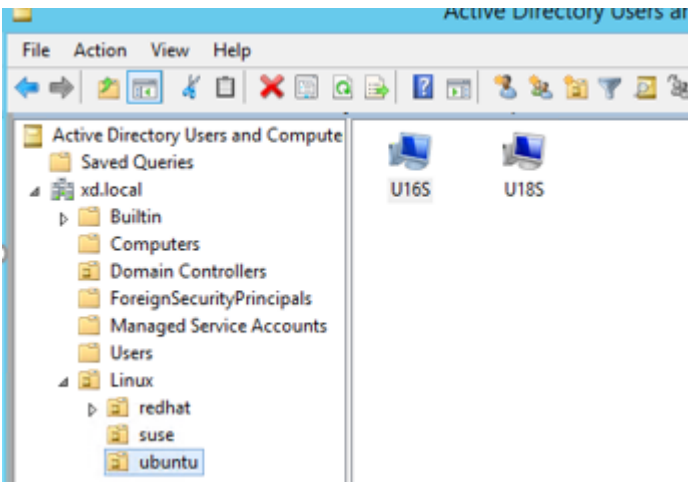 Active Directory Users an
File Action View Help
Active Directory Users and Compute
Saved Queries
xd.local
Builtin
Computers
Domain Controllers
ForeignSecurityPrincipals
Managed Service Accounts
Users
Linux
redhat
suse
ubuntu
U16S U18S